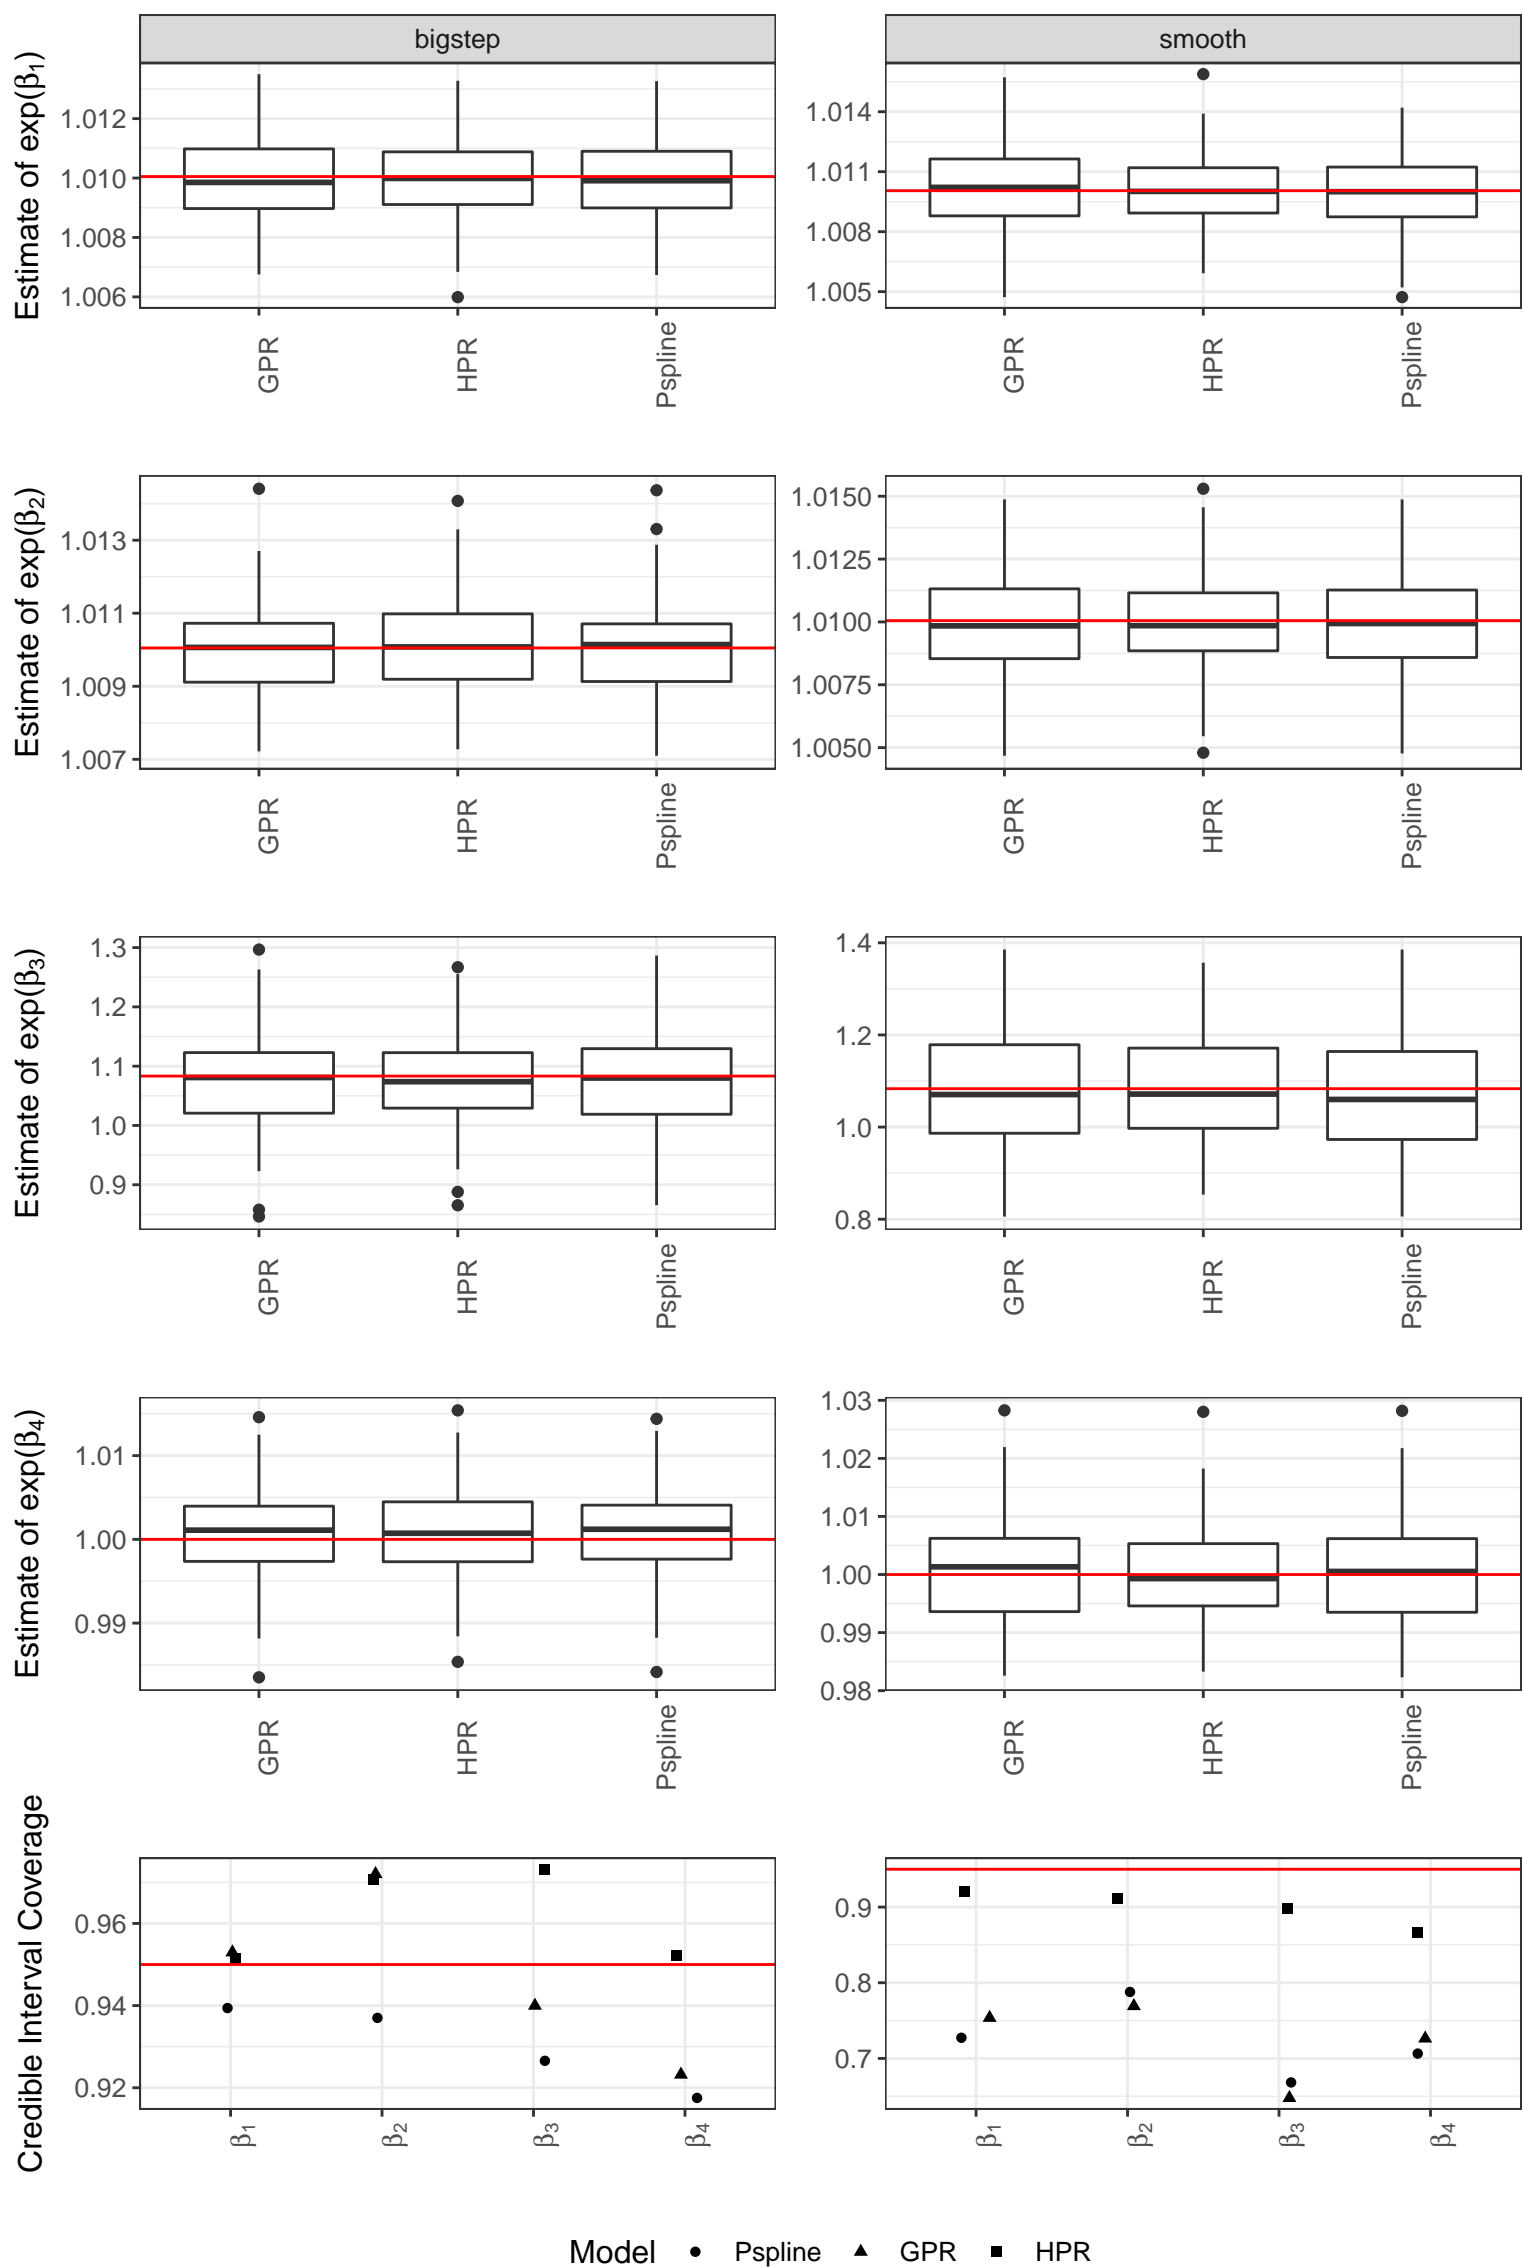 bigstep
smooth
Estimate of exp(β₁)
1.012
1.010
1.008
1.006
1.014
1.011
1.008
1.005
GPR
HPR
Pspline
GPR
HPR
Pspline
Estimate of exp(β₂)
1.013
1.011
1.009
1.007
1.0150
1.0125
1.0100
1.0075
1.0050
GPR
HPR
Pspline
GPR
HPR
Pspline
Estimate of exp(β₃)
1.3
1.2
1.1
1.0
0.9
1.4
1.2
1.0
0.8
GPR
HPR
Pspline
GPR
HPR
Pspline
Estimate of exp(β₄)
1.01
1.00
0.99
1.03
1.02
1.01
1.00
0.99
0.98
GPR
HPR
Pspline
GPR
HPR
Pspline
Credible Interval Coverage
0.96
0.94
0.92
0.9
0.8
0.7
β₁
β₂
β₃
β₄
β₁
β₂
β₃
β₄
Model Pspline GPR HPR